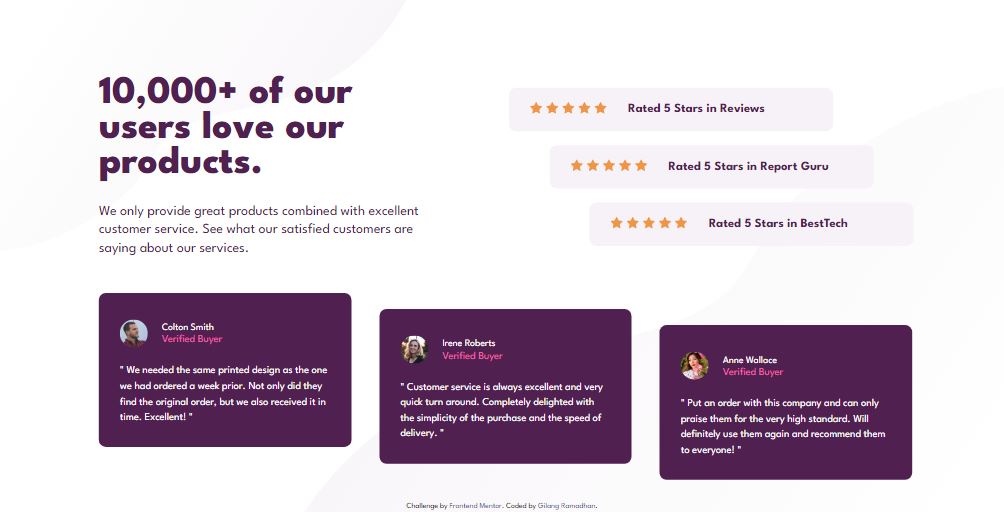 10,000+ of our
users love our
products.
We only provide great products combined with excellent
customer service. See what our satisfied customers are
saying about our services.
Rated 5 Stars in Reviews
Rated 5 Stars in Report Guru
Rated 5 Stars in BestTech
Colton Smith
Verified Buyer
" We needed the same printed design as the one
we had ordered a week prior. Not only did they
find the original order, but we also received it in
time. Excellent! "
Irene Roberts
Verified Buyer
" Customer service is always excellent and very
quick turn around. Completely delighted with
the simplicity of the purchase and the speed of
delivery. "
Anne Wallace
Verified Buyer
" Put an order with this company and can only
praise them for the very high standard. Will
definitely use them again and recommend them
to everyone! "
Challenge by Frontend Mentor. Coded by Gilang Ramadhan.